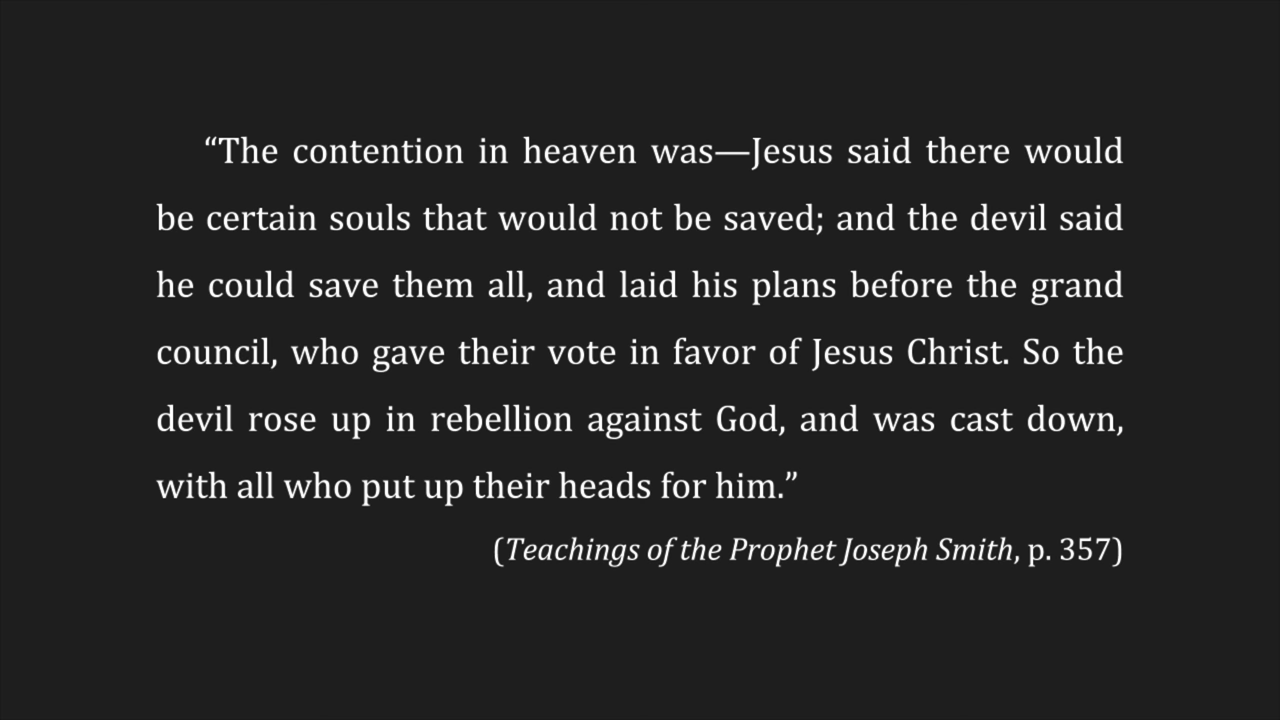 “The contention in heaven was—Jesus said there would
be certain souls that would not be saved; and the devil said
he could save them all, and laid his plans before the grand
council, who gave their vote in favor of Jesus Christ. So the
devil rose up in rebellion against God, and was cast down,
with all who put up their heads for him.”
(Teachings of the Prophet Joseph Smith, p. 357)